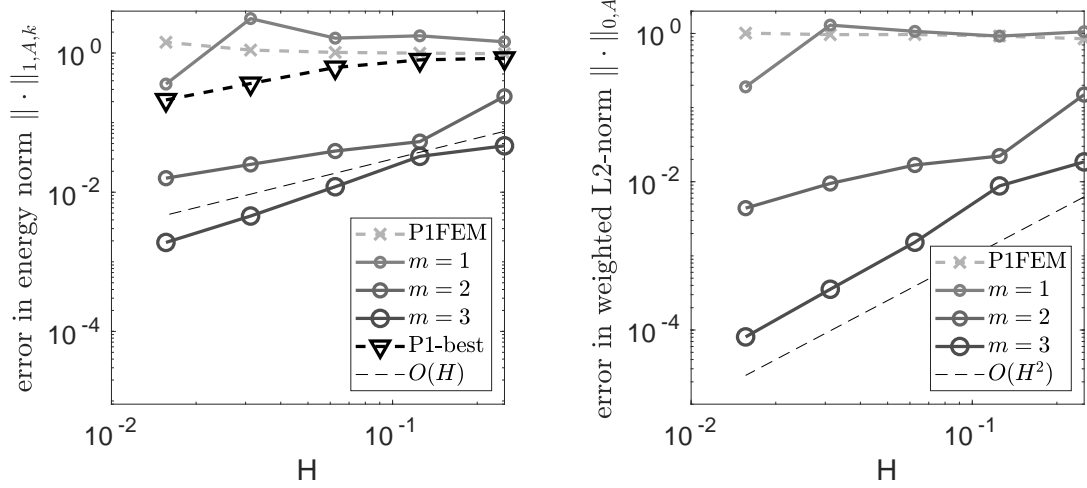 error in energy norm ‖ · ‖_{1,A,k}
10^0
10^{-2}
10^{-4}
10^{-2}
10^{-1}
H
P1FEM
m = 1
m = 2
m = 3
P1-best
O(H)
error in weighted L2-norm ‖ · ‖_{0,A}
10^0
10^{-2}
10^{-4}
10^{-2}
10^{-1}
H
P1FEM
m = 1
m = 2
m = 3
O(H^2)